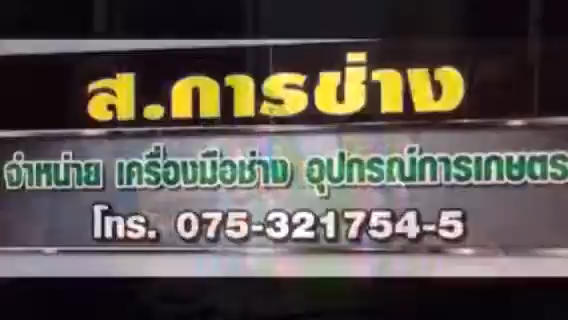 ส.การช่าง
จำหน่าย เครื่องมือช่าง อุปกรณ์การเกษตร
โทร. 075-321754-5